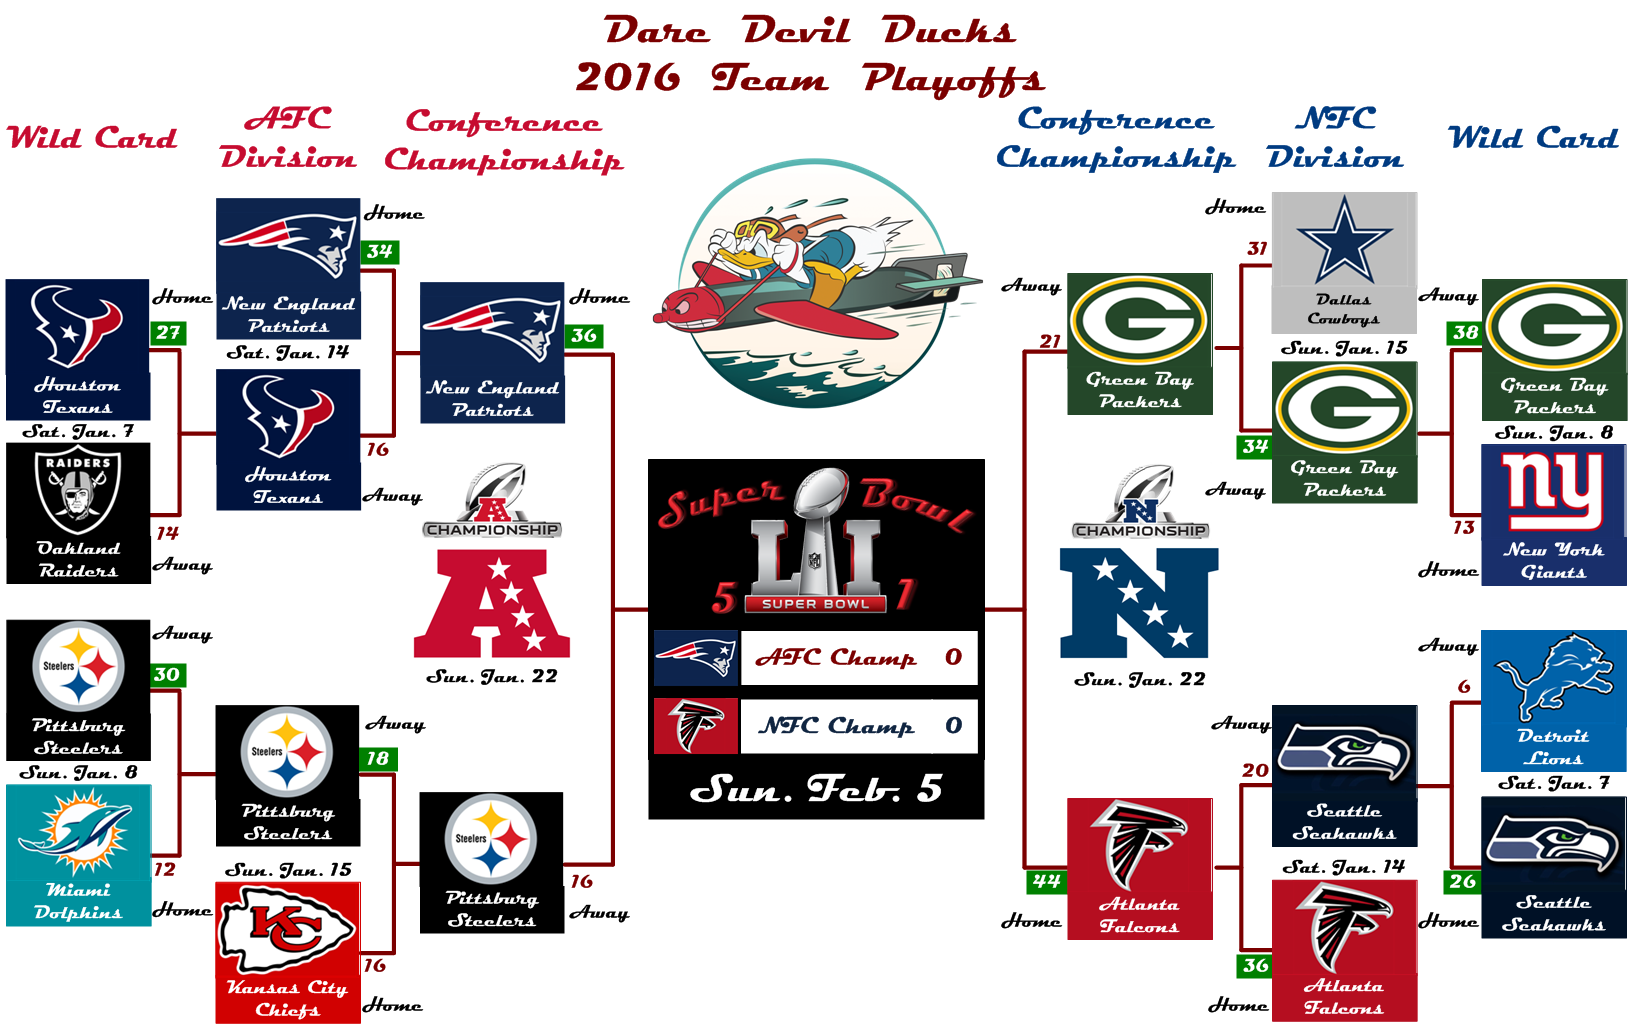 Dare Devil Ducks
2016 Team Playoffs
Wild Card
AFC
Division
Conference
Championship
Conference
Championship
NFC
Division
Wild Card
Houston
Texans
Home
27
Sat. Jan. 7
RAIDERS
Oakland
Raiders
14
Away
Steelers
Pittsburg
Steelers
Away
30
Sun. Jan. 8
Miami
Dolphins
12
Home
New England
Patriots
Home
34
Sat. Jan. 14
Houston
Texans
16
Away
Steelers
Pittsburg
Steelers
Away
18
Sun. Jan. 15
KC
Kansas City
Chiefs
16
Home
New England
Patriots
Home
36
A
CHAMPIONSHIP
A
Sun. Jan. 22
Steelers
Pittsburg
Steelers
16
Away
Super Bowl
LI
NFL
5 1
SUPER BOWL
AFC Champ 0
NFC Champ 0
Sun. Feb. 5
Away
21
G
Green Bay
Packers
N
CHAMPIONSHIP
N
Sun. Jan. 22
44
Home
Atlanta
Falcons
Home
31
Dallas
Cowboys
Sun. Jan. 15
G
34
Green Bay
Packers
Away
Away
20
Seattle
Seahawks
Sat. Jan. 14
36
Home
Atlanta
Falcons
Away
38
G
Green Bay
Packers
Sun. Jan. 8
ny
13
New York
Giants
Home
Away
6
Detroit
Lions
Sat. Jan. 7
26
Home
Seattle
Seahawks